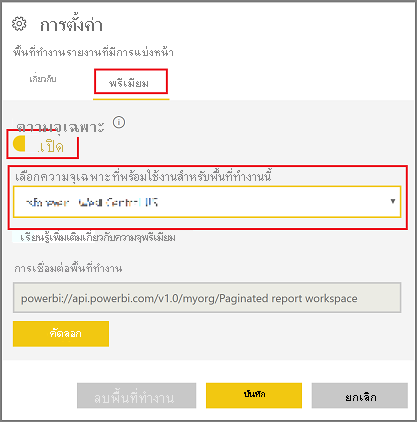 การตั้งค่า
พื้นที่ทำงานรายงานที่มีการแบ่งหน้า
เกี่ยวกับ
พรีเมียม
ความจุเฉพาะ
เปิด
เลือกความจุเฉพาะที่พร้อมใช้งานสำหรับพื้นที่ทำงานนี้
West Central US
เรียนรู้เพิ่มเติมเกี่ยวกับความจุพรีเมียม
การเชื่อมต่อพื้นที่ทำงาน
powerbi://api.powerbi.com/v1.0/myorg/Paginated report workspace
คัดลอก
ลบพื้นที่ทำงาน
บันทึก
ยกเลิก